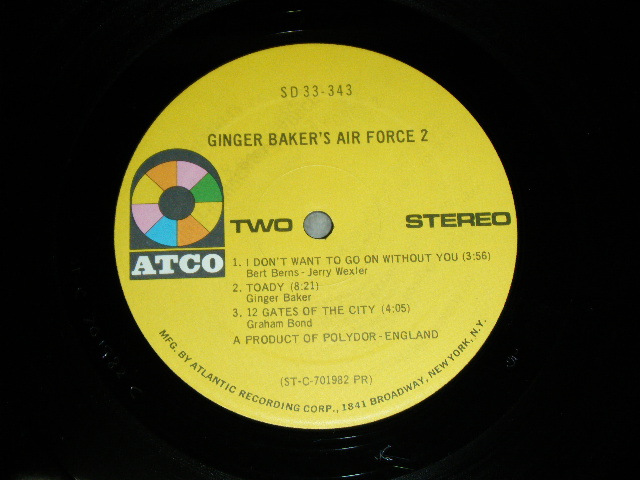 SD 33-343
GINGER BAKER'S AIR FORCE 2
TWO
STEREO
ATCO
1. I DON'T WANT TO GO ON WITHOUT YOU (3:56)
Bert Berns - Jerry Wexler
2. TOADY (8:21)
Ginger Baker
3. 12 GATES OF THE CITY (4:05)
Graham Bond
A PRODUCT OF POLYDOR - ENGLAND
(ST-C-701982 PR)
MFG. BY ATLANTIC RECORDING CORP., 1841 BROADWAY, NEW YORK, N.Y.